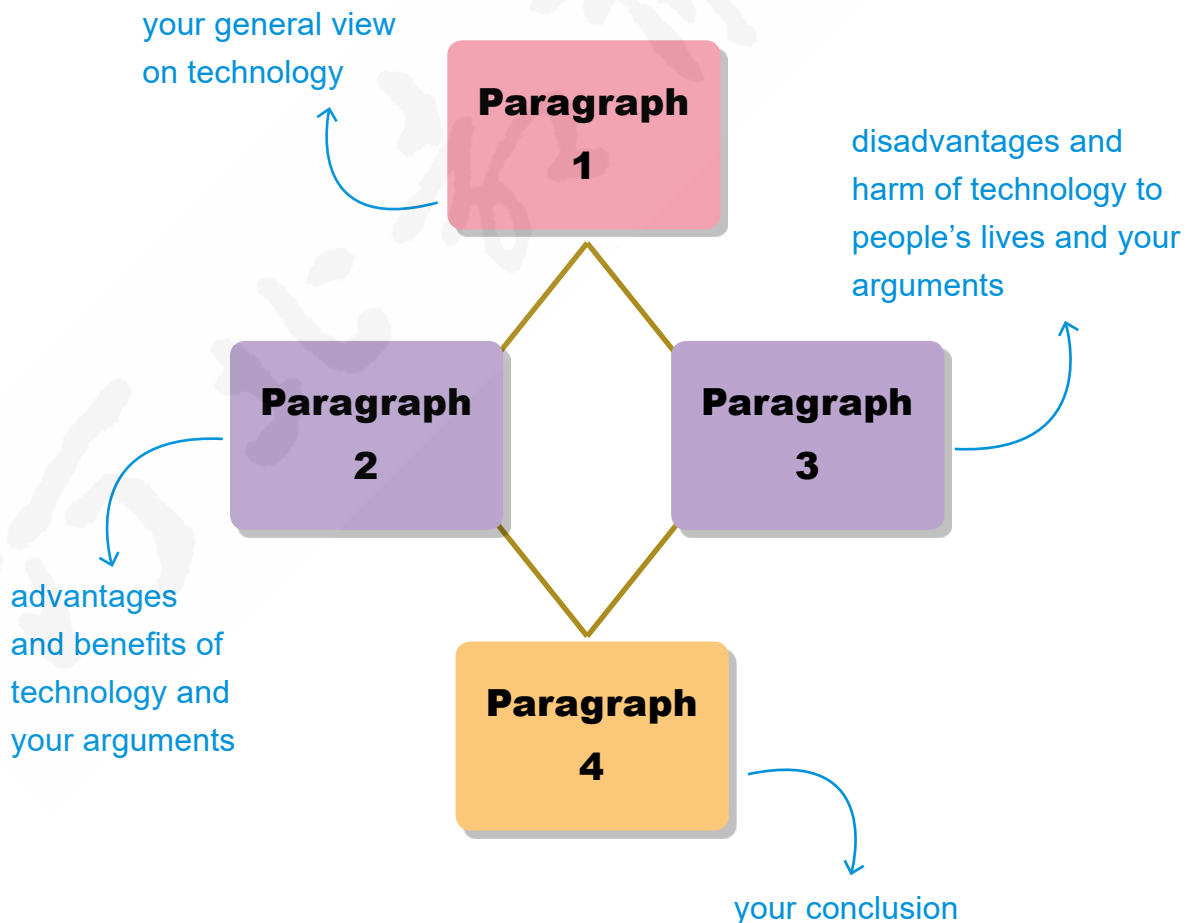 your general view
on technology
Paragraph
1
disadvantages and
harm of technology to
people's lives and your
arguments
Paragraph
2
Paragraph
3
advantages
and benefits of
technology and
your arguments
Paragraph
4
your conclusion